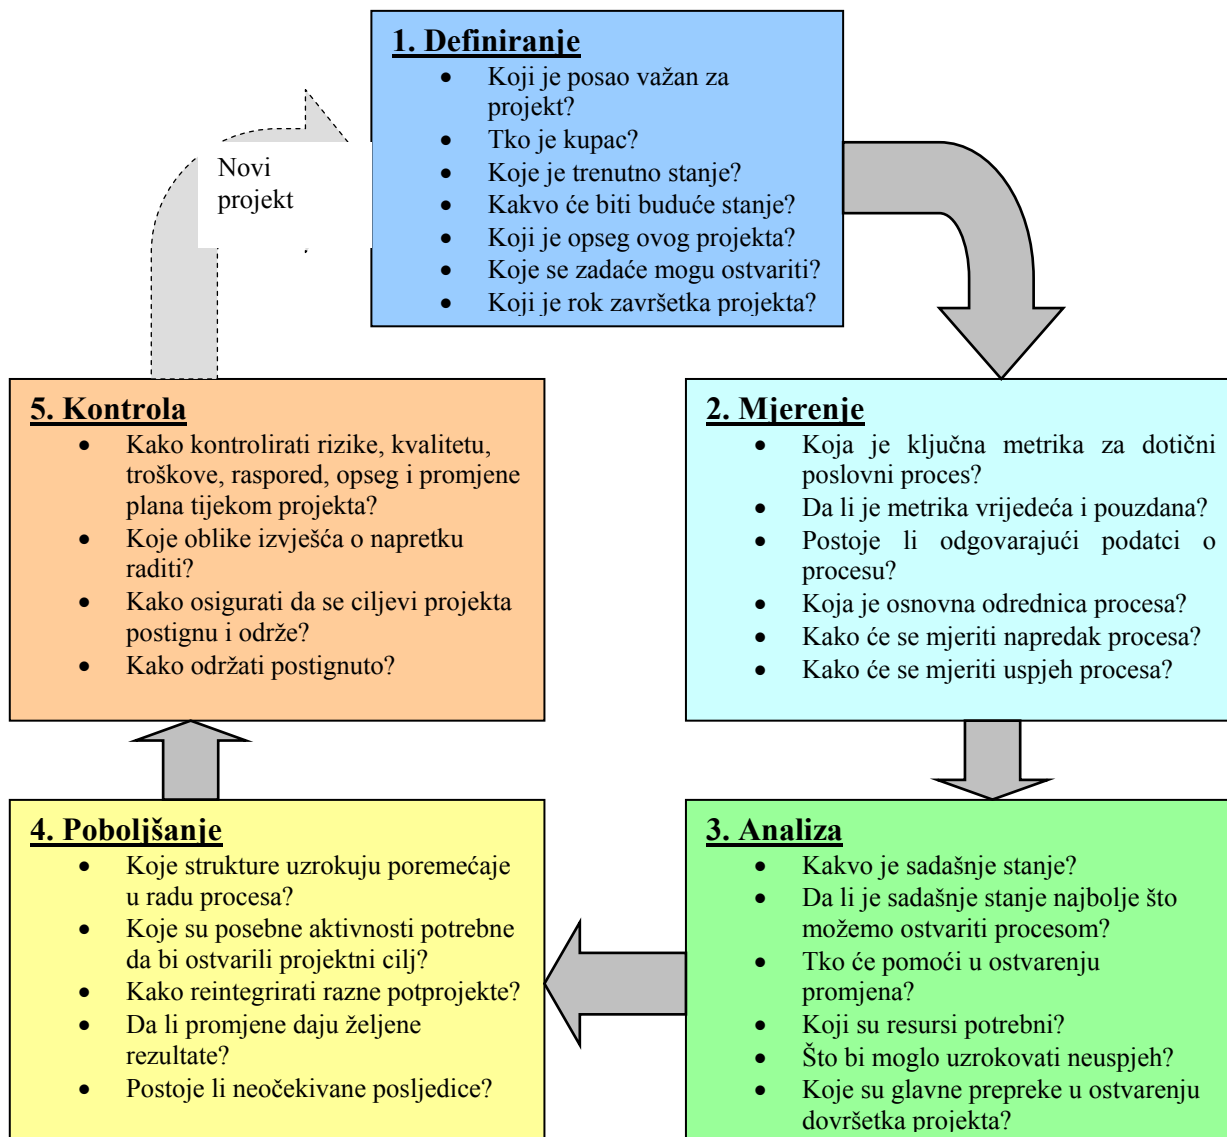 1. Definiranje
• Koji je posao važan za
projekt?
• Tko je kupac?
• Koje je trenutno stanje?
• Kakvo će biti buduće stanje?
• Koji je opseg ovog projekta?
• Koje se zadaće mogu ostvariti?
• Koji je rok završetka projekta?
Novi
projekt
2. Mjerenje
• Koja je ključna metrika za dotični
poslovni proces?
• Da li je metrika vrijedeća i pouzdana?
• Postoje li odgovarajući podatci o
procesu?
• Koja je osnovna odrednica procesa?
• Kako će se mjeriti napredak procesa?
• Kako će se mjeriti uspjeh procesa?
3. Analiza
• Kakvo je sadašnje stanje?
• Da li je sadašnje stanje najbolje što
možemo ostvariti procesom?
• Tko će pomoći u ostvarenju
promjena?
• Koji su resursi potrebni?
• Što bi moglo uzrokovati neuspjeh?
• Koje su glavne prepreke u ostvarenju
dovršetka projekta?
4. Poboljšanje
• Koje strukture uzrokuju poremećaje
u radu procesa?
• Koje su posebne aktivnosti potrebne
da bi ostvarili projektni cilj?
• Kako reintegrirati razne potprojekte?
• Da li promjene daju željene
rezultate?
• Postoje li neočekivane posljedice?
5. Kontrola
• Kako kontrolirati rizike, kvalitetu,
troškove, raspored, opseg i promjene
plana tijekom projekta?
• Koje oblike izvješća o napretku
raditi?
• Kako osigurati da se ciljevi projekta
postignu i održe?
• Kako održati postignuto?